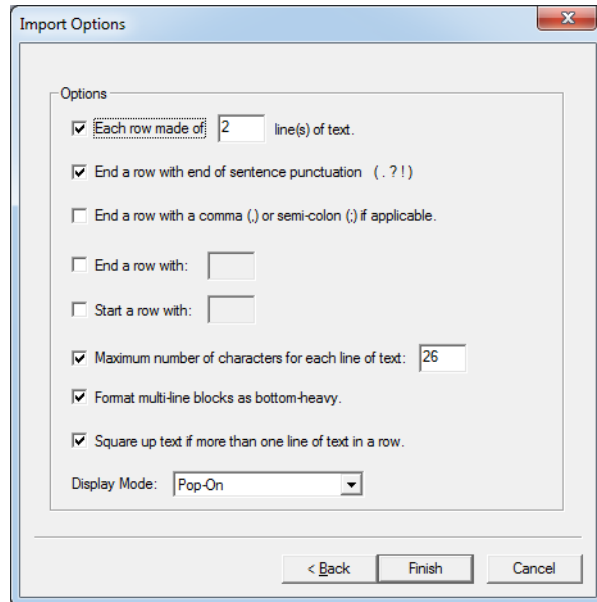 Import Options
Options
Each row made of 2 line(s) of text.
End a row with end of sentence punctuation ( . ? ! )
End a row with a comma (,) or semi-colon (;) if applicable.
End a row with:
Start a row with:
Maximum number of characters for each line of text: 26
Format multi-line blocks as bottom-heavy.
Square up text if more than one line of text in a row.
Display Mode: Pop-On
< Back Finish Cancel